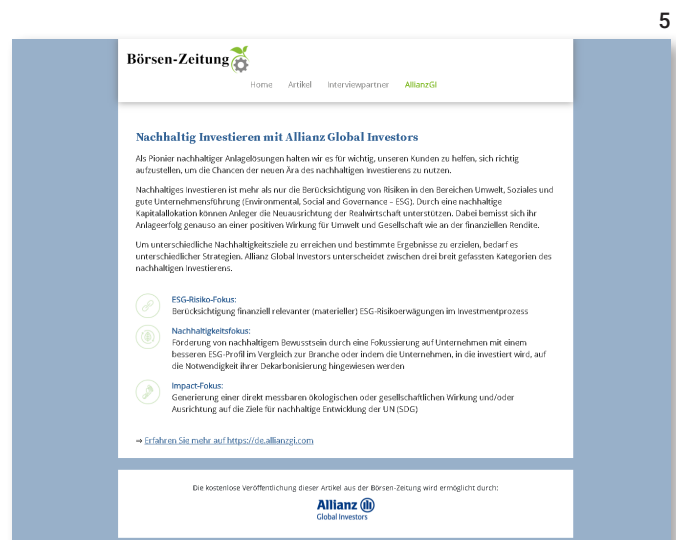 5
Börsen-Zeitung
Home Artikel Interviewpartner AllianzGI
Nachhaltig Investieren mit Allianz Global Investors
Als Pionier nachhaltiger Anlagelösungen halten wir es für wichtig, unseren Kunden zu helfen, sich richtig
aufzustellen, um die Chancen der neuen Ära des nachhaltigen Investierens zu nutzen.
Nachhaltiges Investieren ist mehr als nur die Berücksichtigung von Risiken in den Bereichen Umwelt, Soziales und
gute Unternehmensführung (Environmental, Social and Governance – ESG). Durch eine nachhaltige
Kapitalallokation können Anleger die Neuausrichtung der Realwirtschaft unterstützen. Dabei bemisst sich ihr
Anlageerfolg genauso an einer positiven Wirkung für Umwelt und Gesellschaft wie an der finanziellen Rendite.
Um unterschiedliche Nachhaltigkeitsziele zu erreichen und bestimmte Ergebnisse zu erzielen, bedarf es
unterschiedlicher Strategien. Allianz Global Investors unterscheidet zwischen drei breit gefassten Kategorien des
nachhaltigen Investierens.
ESG-Risiko-Fokus:
Berücksichtigung finanziell relevanter (materieller) ESG-Risikoerwägungen im Investmentprozess
Nachhaltigkeitsfokus:
Förderung von nachhaltigem Bewusstsein durch eine Fokussierung auf Unternehmen mit einem
besseren ESG-Profil im Vergleich zur Branche oder indem die Unternehmen, in die investiert wird, auf
die Notwendigkeit ihrer Dekarbonisierung hingewiesen werden
Impact-Fokus:
Generierung einer direkt messbaren ökologischen oder gesellschaftlichen Wirkung und/oder
Ausrichtung auf die Ziele für nachhaltige Entwicklung der UN (SDG)
⇒ Erfahren Sie mehr auf https://de.allianzgi.com
Die kostenlose Veröffentlichung dieser Artikel aus der Börsen-Zeitung wird ermöglicht durch:
Allianz
Global Investors